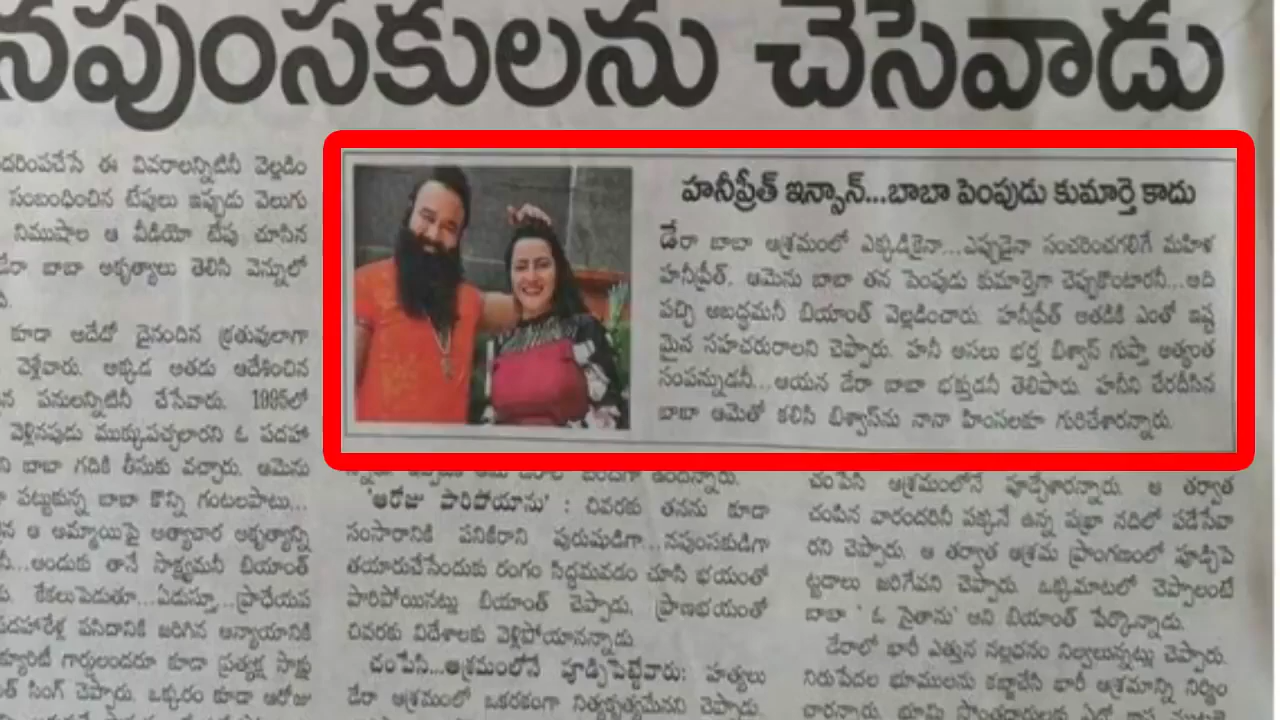 నపుంసకులను చేసేవాడు
దరింపచేసే ఈ వివరాలన్నిటినీ వెల్లడిం
సంబంధించిన టేపులు ఇప్పుడు వెలుగు
నిముషాల ఆ వీడియో టేపు చూసిన
డేరా బాబా అకృత్యాలు తెలిసి వెన్నులో
కూడా అదేదో దైనందిన క్రతువులాగా
వెళ్లేవారు. అక్కడ అతడు ఆదేశించిన
న పనులన్నిటినీ చేసేవారు. 1995లో
వెళ్లినపుడు ముక్కుపచ్చలారని ఓ పదహా
ని బాబా గదికి తీసుకు వచ్చారు. ఆమెను
పట్టుకున్న బాబా కొన్ని గంటలపాటు...
న ఆ అమ్మాయిపై అత్యాచార అకృత్యాన్ని
నీ...అందుకు తానే సాక్ష్యమనీ బియాంత్
కేకలుపెడుతూ...ఏడుస్తూ...ప్రాధేయప
పదహారేళ్ల పసిదానికి జరిగిన అన్యాయానికి
క్యూరిటీ గార్డులందరూ కూడా ప్రత్యక్ష సాక్షు
త్ సింగ్ చెప్పారు. ఒక్కరం కూడా ఆరోజు
హనీప్రీత్ ఇన్సాన్...బాబా పెంపుడు కుమార్తె కాదు
డేరా బాబా ఆశ్రమంలో ఎక్కడికైనా...ఎప్పుడైనా సంచరించగలిగే మహిళ
హనీప్రీత్. ఆమెను బాబా తన పెంపుడు కుమార్తెగా చెప్పుకొంటారనీ...అది
పచ్చి అబద్ధమనీ బియాంత్ వెల్లడించారు. హనీప్రీత్ అతడికి ఎంతో ఇష్ట
మైన సహచరురాలని చెప్పారు. హనీ అసలు భర్త బిశ్వాస్ గుప్తా అత్యంత
సంపన్నుడనీ...ఆయన డేరా బాబా భక్తుడనీ తెలిపారు. హనీని చేరదీసిన
బాబా ఆమెతో కలిసి బిశ్వాస్‌ను నానా హింసలకూ గురిచేశారన్నారు.
'ఆరోజు పారిపోయాను' : చివరకు తనను కూడా
సంసారానికి పనికిరాని పురుషుడిగా...నపుంసకుడిగా
తయారుచేసేందుకు రంగం సిద్ధమవడం చూసి భయంతో
పారిపోయినట్లు బియాంత్ చెప్పాడు. ప్రాణభయంతో
చివరకు విదేశాలకు వెళ్లిపోయానన్నాడు.
చంపేసి...ఆశ్రమంలోనే పూడ్చిపెట్టేవారు: హత్యలు
డేరా ఆశ్రమంలో ఒకరకంగా నిత్యకృత్యమేనని చెప్పాడు.
చంపేసి ఆశ్రమంలోనే పూడ్చేశారన్నారు. ఆ తర్వాత
చంపిన వారందరినీ పక్కనే ఉన్న ప్రభా నదిలో పడేసేవా
రని చెప్పారు. ఆ తర్వాత ఆశ్రమ ప్రాంగణంలో పూడ్చిపె
ట్టడాలు జరిగేవని చెప్పారు. ఒక్కమాటలో చెప్పాలంటే
బాబా ' ఓ సైతాను' అని బియాంత్ పేర్కొన్నాడు.
డేరాలో భారీ ఎత్తున నల్లధనం నిల్వలున్నట్లు చెప్పారు.
నిరుపేదల భూములను కబ్జాచేసి భారీ ఆశ్రమాన్ని నిర్మిం